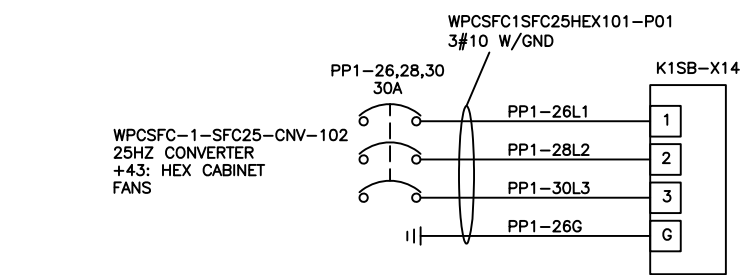 WPCSFC1SFC25HEX101-P01
3#10 W/GND
PP1-26,28,30
30A
K1SB-X14
WPCSFC-1-SFC25-CNV-102
25HZ CONVERTER
+43: HEX CABINET
FANS
PP1-26L1
1
PP1-28L2
2
PP1-30L3
3
PP1-26G
G